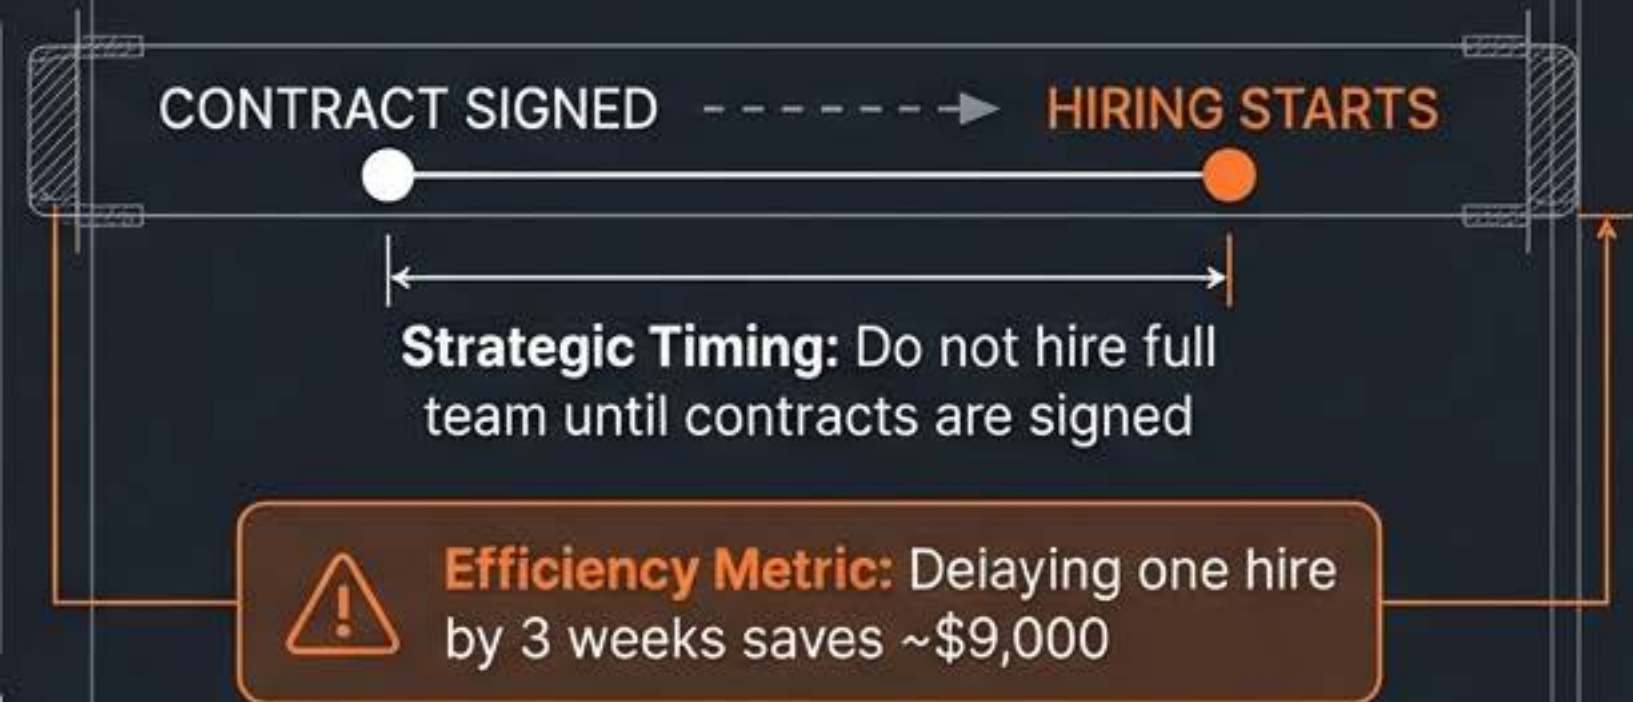 CONTRACT SIGNED
HIRING STARTS
Strategic Timing: Do not hire full
team until contracts are signed
Efficiency Metric: Deiaying one hire
by 3 weeks saves ~$9,000